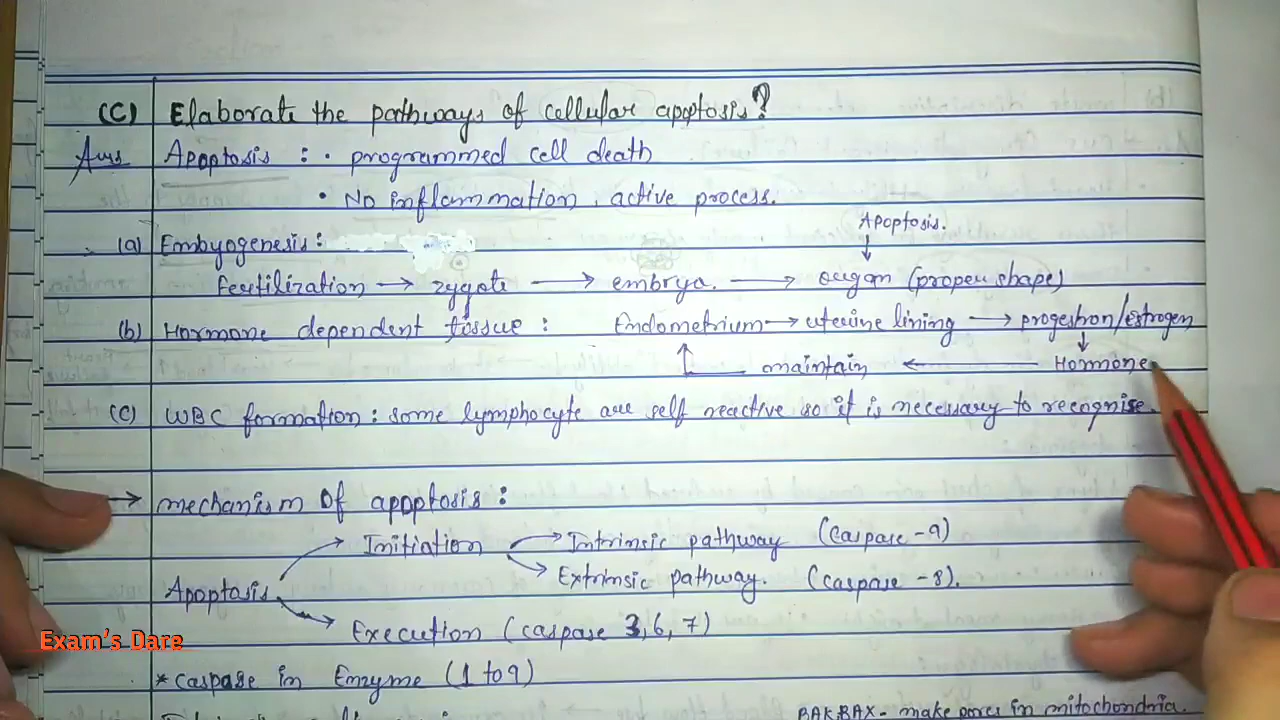 (C) Elaborate the pathways of cellular apoptosis?
Ans Apoptosis : • programmed cell death
• No inflammation, active process.
Apoptosis.
(a) Embyogenesis:
fertilization → zygote → embrya. → organ (proper shape)
(b) Hormone dependent tissue : Endometrium → uterine lining → progestron/estrogen
maintain ← Hormone
(c) WBC formation : some lymphocyte are self reactive so it is necessary to recognise.
→ mechanism of apoptosis :
Initiation Intrinsic pathway (caspase -9)
Apoptosis Extrinsic pathway. (caspase -8).
Execution (caspase 3,6,7)
Exam's Dare
*caspase in Enzyme (1 to 9)
BAK,BAX - make pores in mitochondria.